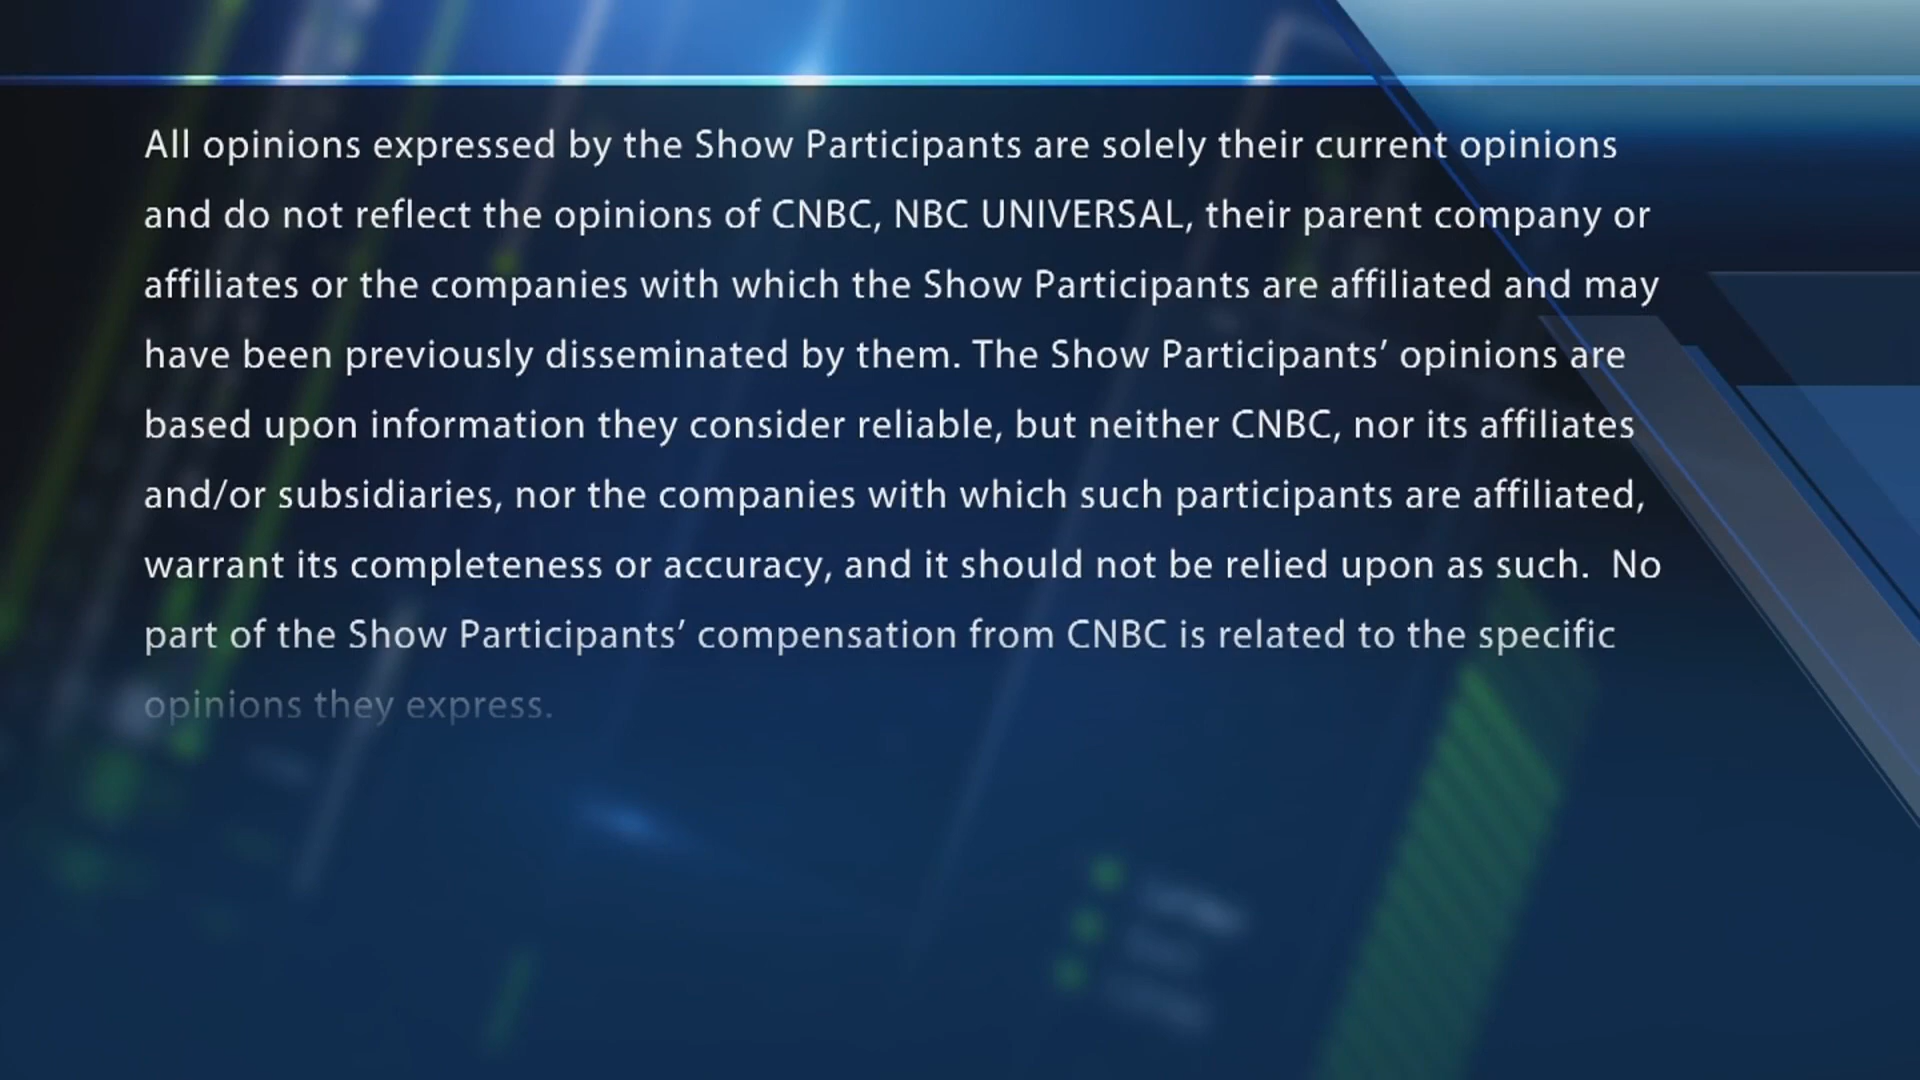 All opinions expressed by the Show Participants are solely their current opinions
and do not reflect the opinions of CNBC, NBC UNIVERSAL, their parent company or
affiliates or the companies with which the Show Participants are affiliated and may
have been previously disseminated by them. The Show Participants’ opinions are
based upon information they consider reliable, but neither CNBC, nor its affiliates
and/or subsidiaries, nor the companies with which such participants are affiliated,
warrant its completeness or accuracy, and it should not be relied upon as such.  No
part of the Show Participants’ compensation from CNBC is related to the specific
opinions they express.